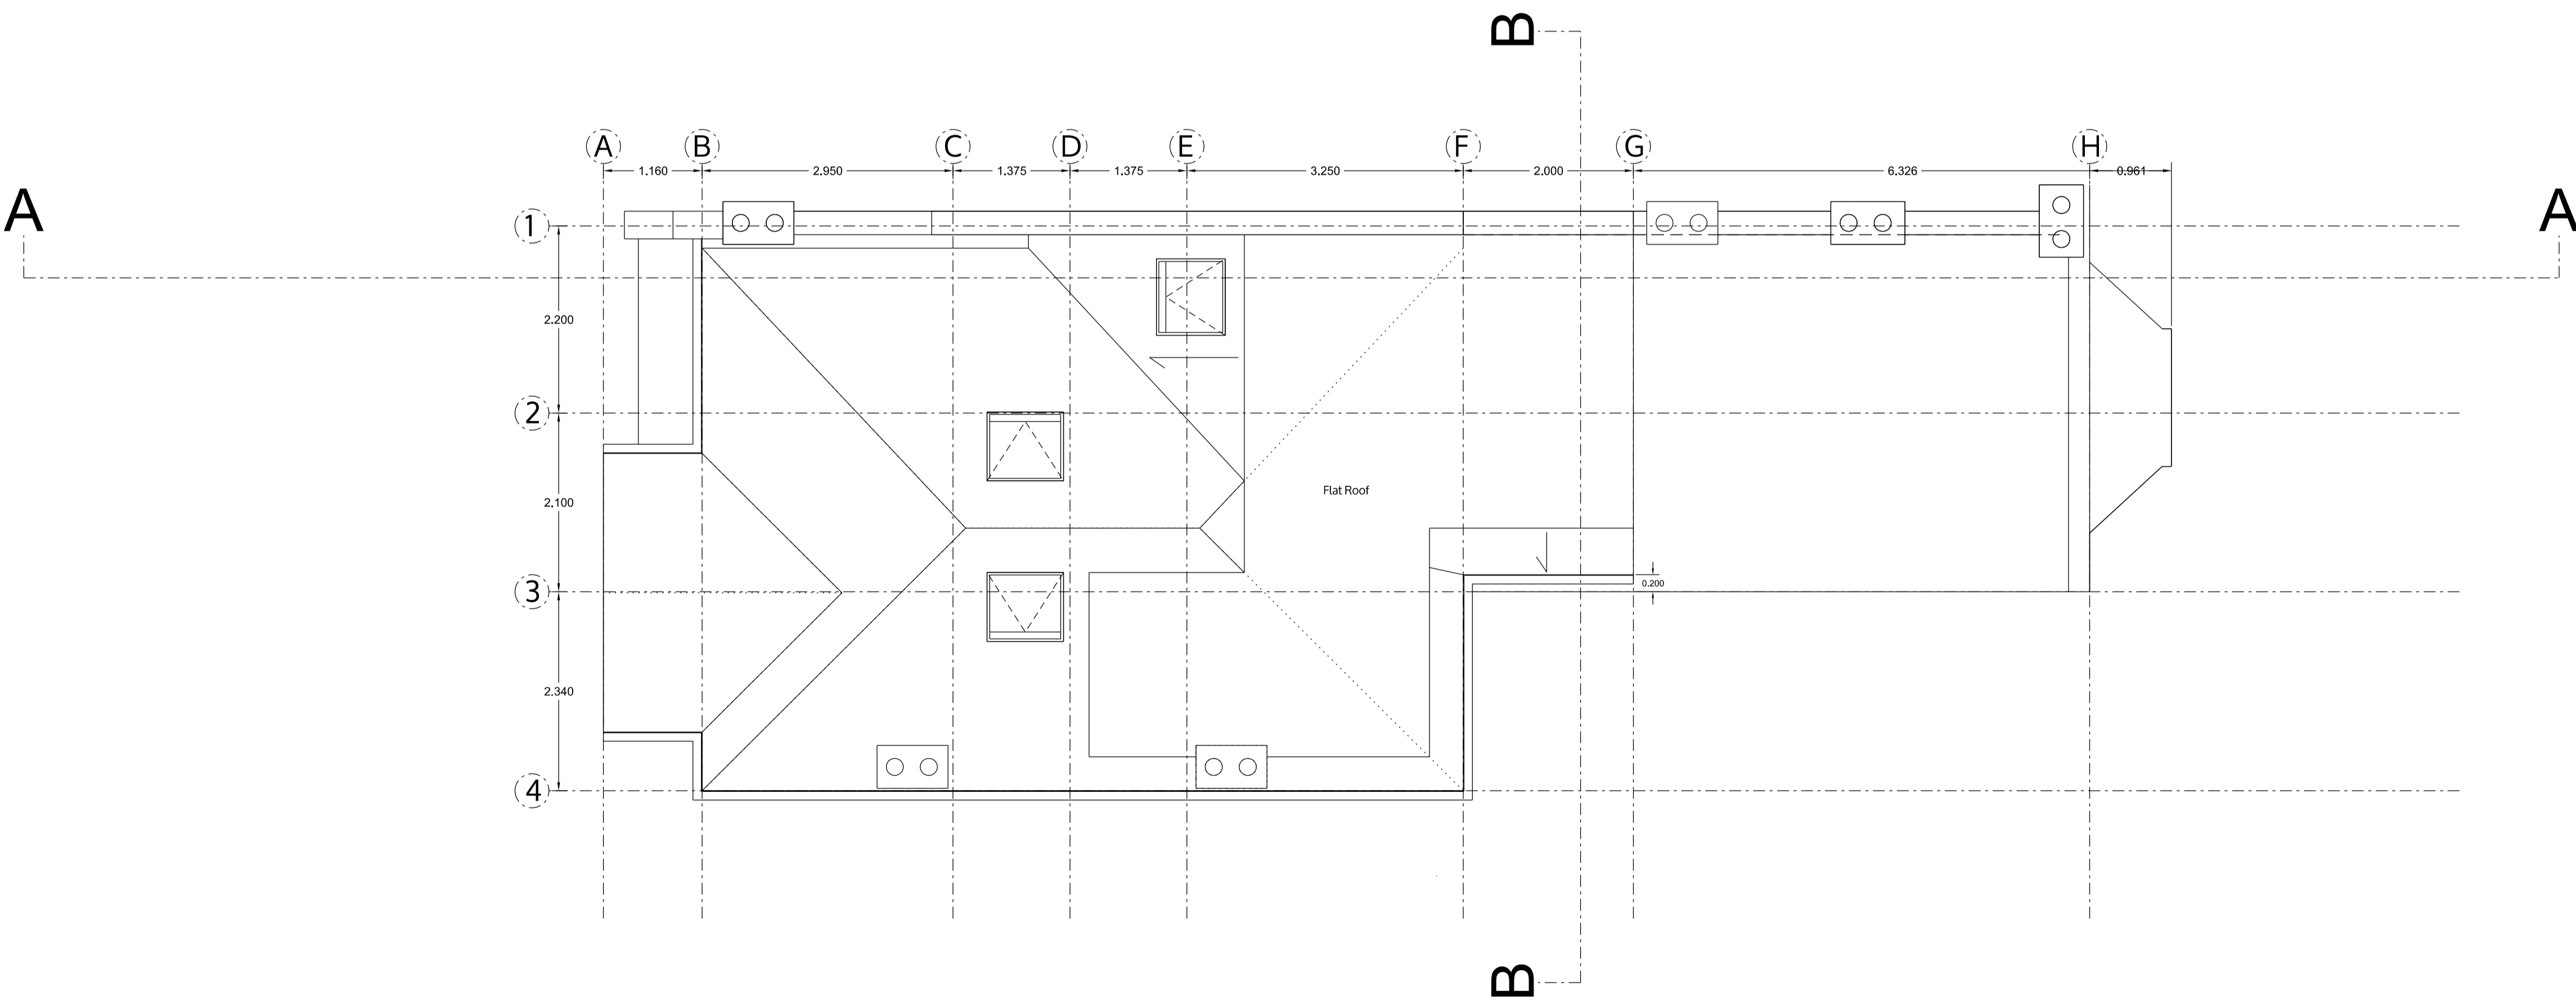 B
A B C D E F G H
1.160 2.950 1.375 1.375 3.250 2.000 6.326 0.961
A A
1
2.200
2
Flat Roof
2.100
3
0.200
2.340
4
B